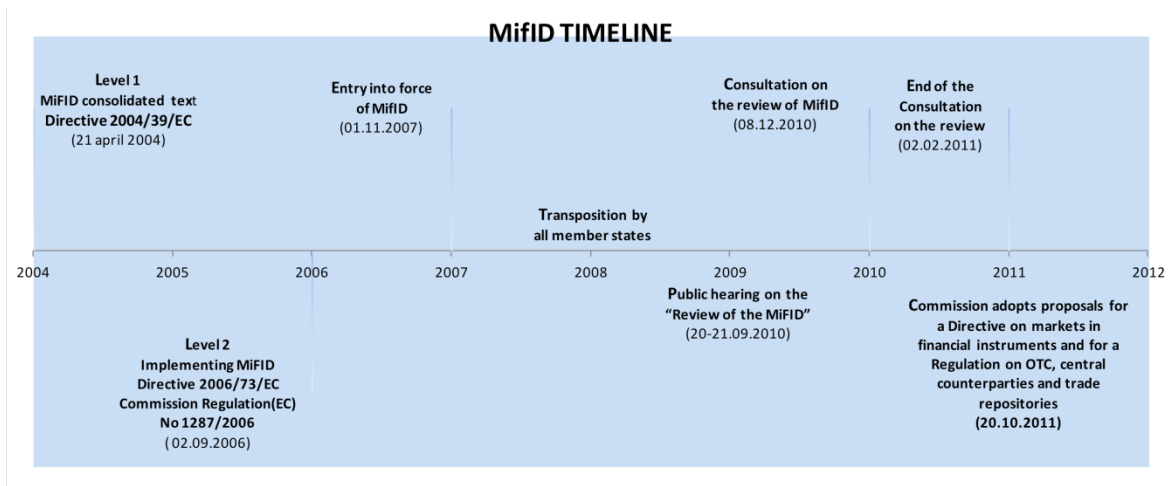 MifID TIMELINE
Level 1
MiFID consolidated text
Directive 2004/39/EC
(21 april 2004)
Entry into force
of MifID
(01.11.2007)
Consultation on
the review of MifID
(08.12.2010)
End of the
Consultation
on the review
(02.02.2011)
Transposition by
all member states
2004 2005 2006 2007 2008 2009 2010 2011 2012
Level 2
Implementing MiFID
Directive 2006/73/EC
Commission Regulation(EC)
No 1287/2006
( 02.09.2006)
Public hearing on the
“Review of the MiFID”
(20-21.09.2010)
Commission adopts proposals for
a Directive on markets in
financial instruments and for a
Regulation on OTC, central
counterparties and trade
repositories
(20.10.2011)